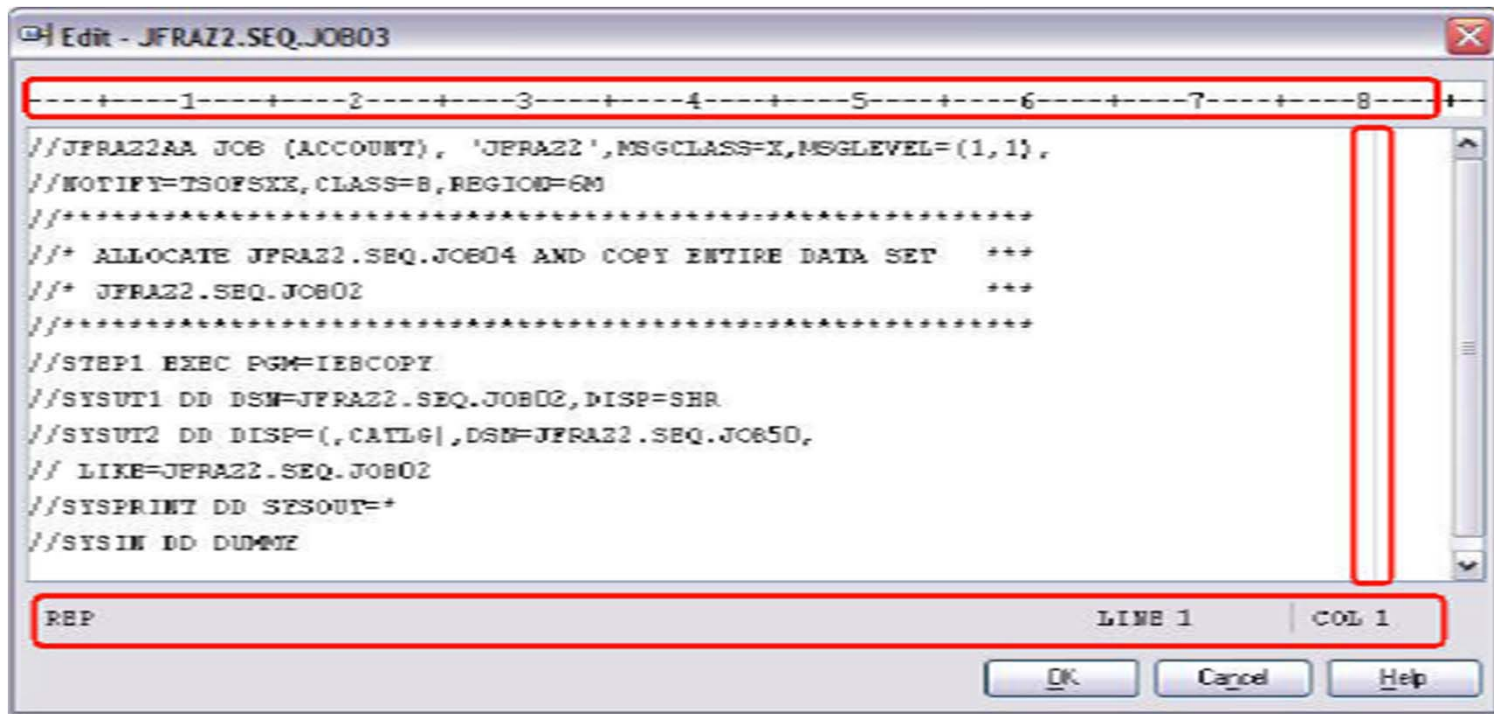 Edit - JFRAZ2.SEQ.JOB03
----+----1----+----2----+----3----+----4----+----5----+----6----+----7----+----8----+--
//JFRAZ2AA JOB (ACCOUNT), 'JFRAZ2',MSGCLASS=X,MSGLEVEL=(1,1),
//NOTIFY=TSOFSXX,CLASS=B,REGION=6M
//*********************************************************
//* ALLOCATE JFRAZ2.SEQ.JOB04 AND COPY ENTIRE DATA SET   ***
//* JFRAZ2.SEQ.JOB02                                     ***
//*********************************************************
//STEP1 EXEC PGM=IEBCOPY
//SYSUT1 DD DSN=JFRAZ2.SEQ.JOB02,DISP=SHR
//SYSUT2 DD DISP=(,CATLG),DSN=JFRAZ2.SEQ.JOB50,
// LIKE=JFRAZ2.SEQ.JOB02
//SYSPRINT DD SYSOUT=*
//SYSIN DD DUMMY
REP LINE 1 COL 1
OK Cancel Help